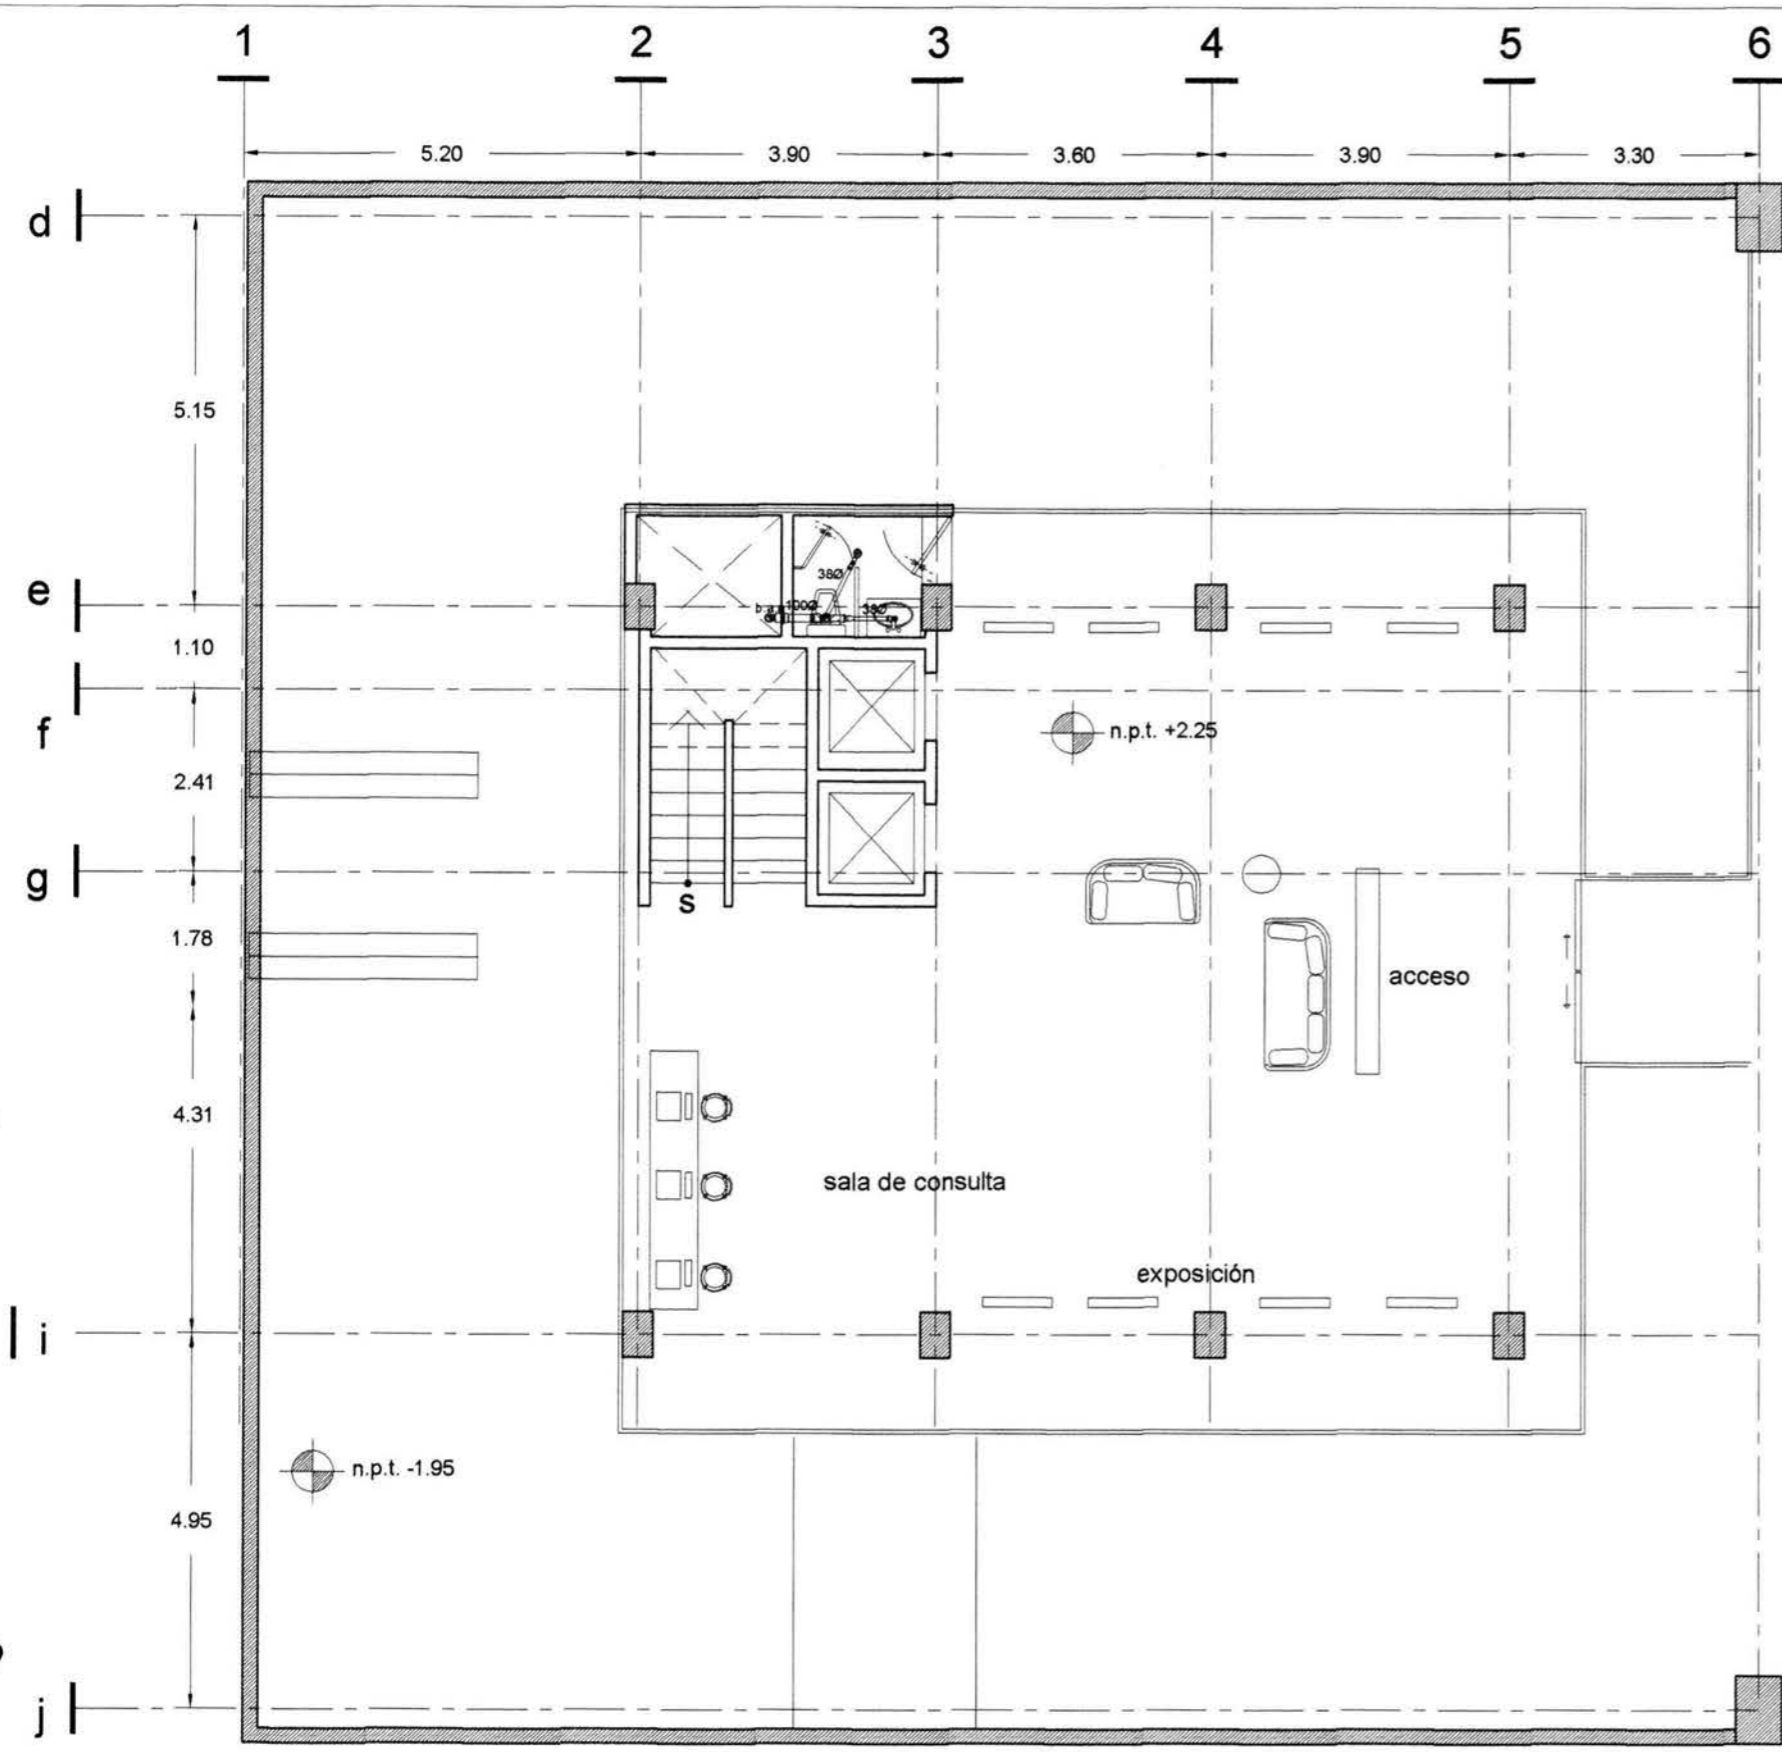 1 2 3 4 5 6
5.20 3.90 3.60 3.90 3.30
d
5.15
e
38Ø
100Ø 38Ø
1.10
f
n.p.t. +2.25
2.41
g
S
1.78
acceso
4.31
sala de consulta
exposición
i
n.p.t. -1.95
4.95
j